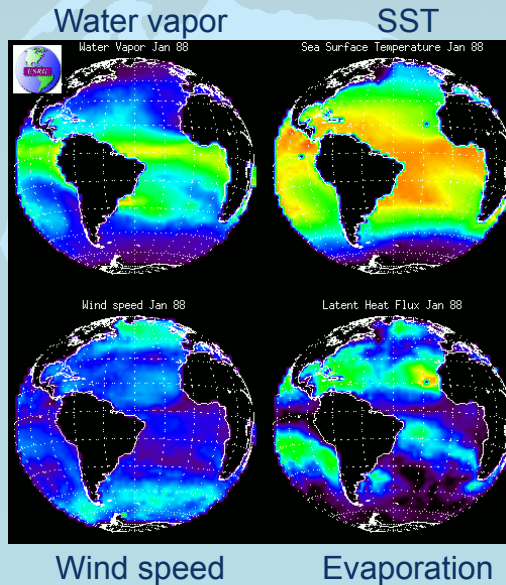 Water vapor SST
Water Vapor Jan 88 Sea Surface Temperature Jan 88
ESRG
Wind speed Jan 88 Latent Heat Flux Jan 88
Wind speed Evaporation